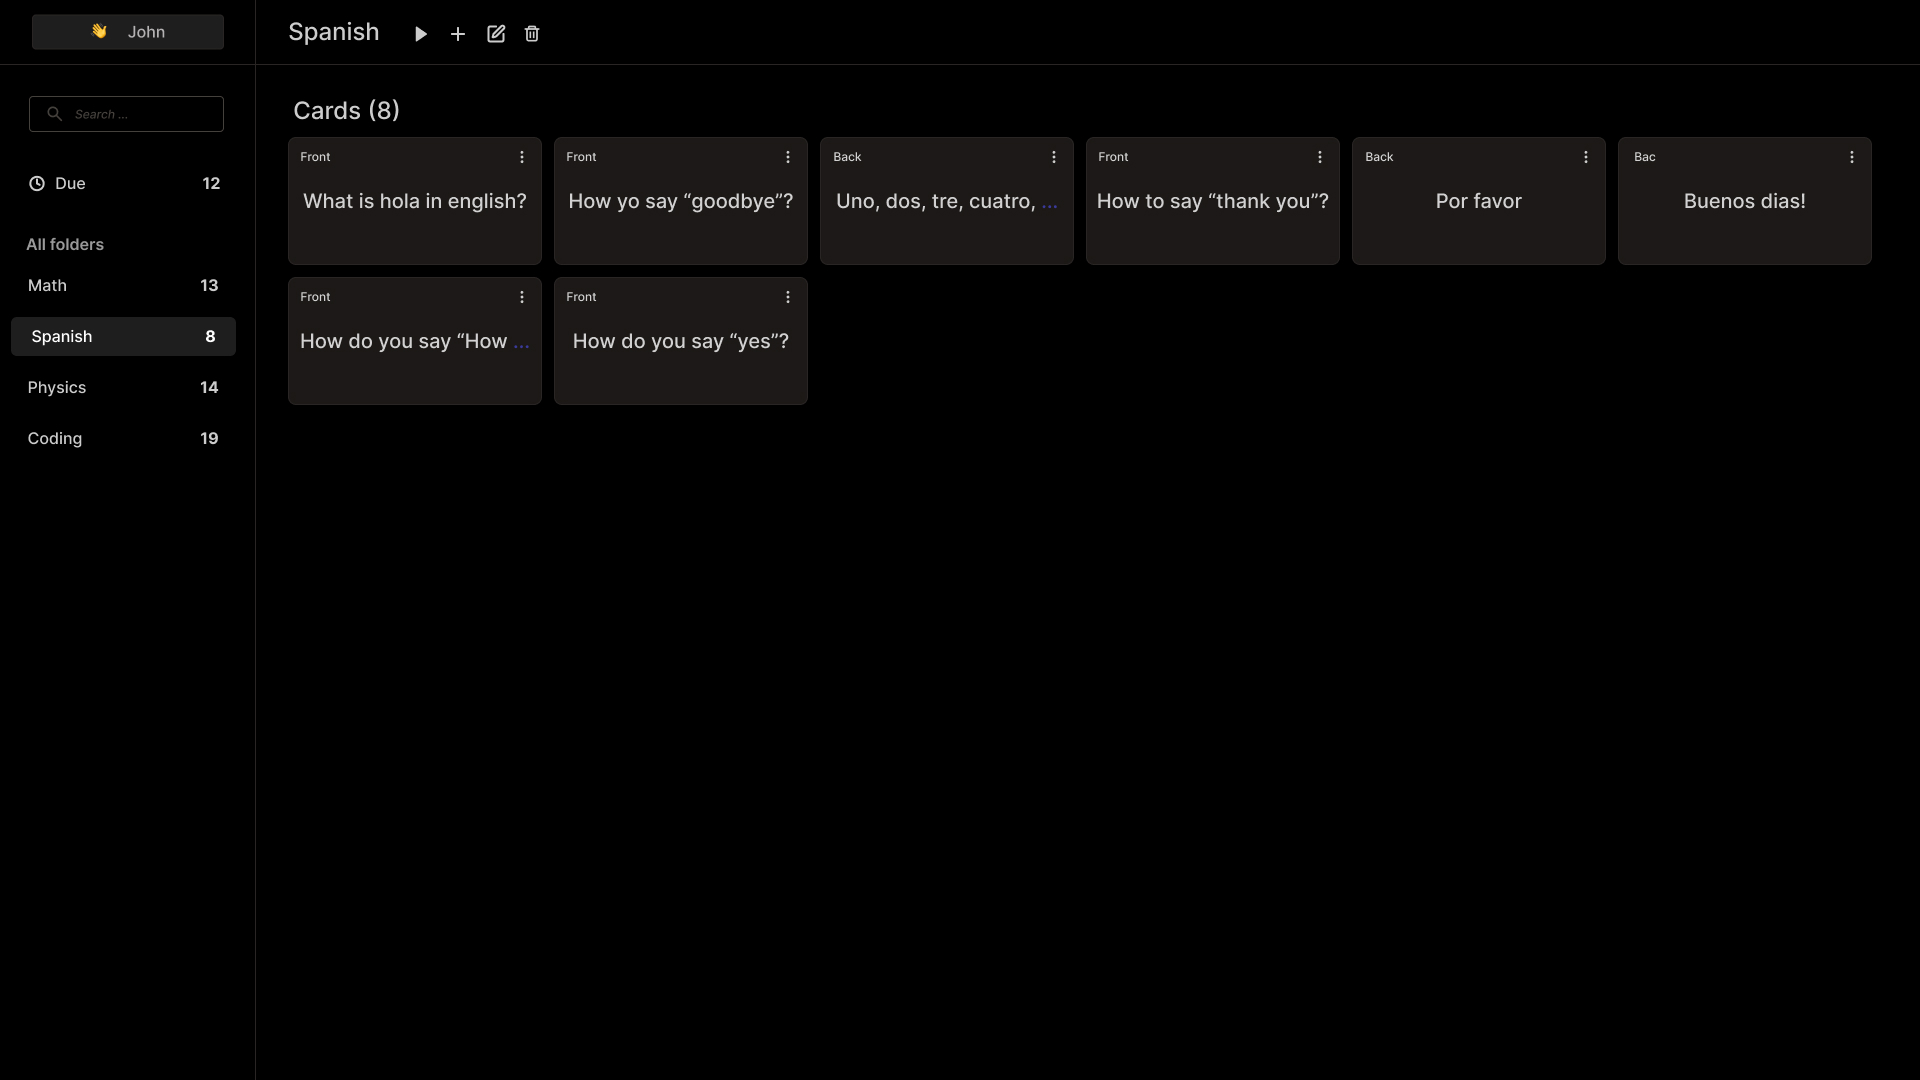 👋 John
Spanish
Search ...
Due 12
All folders
Math 13
Spanish 8
Physics 14
Coding 19
Cards (8)
Front
What is hola in english?
Front
How yo say “goodbye”?
Back
Uno, dos, tre, cuatro, ...
Front
How to say “thank you”?
Back
Por favor
Bac
Buenos dias!
Front
How do you say “How ...
Front
How do you say “yes”?